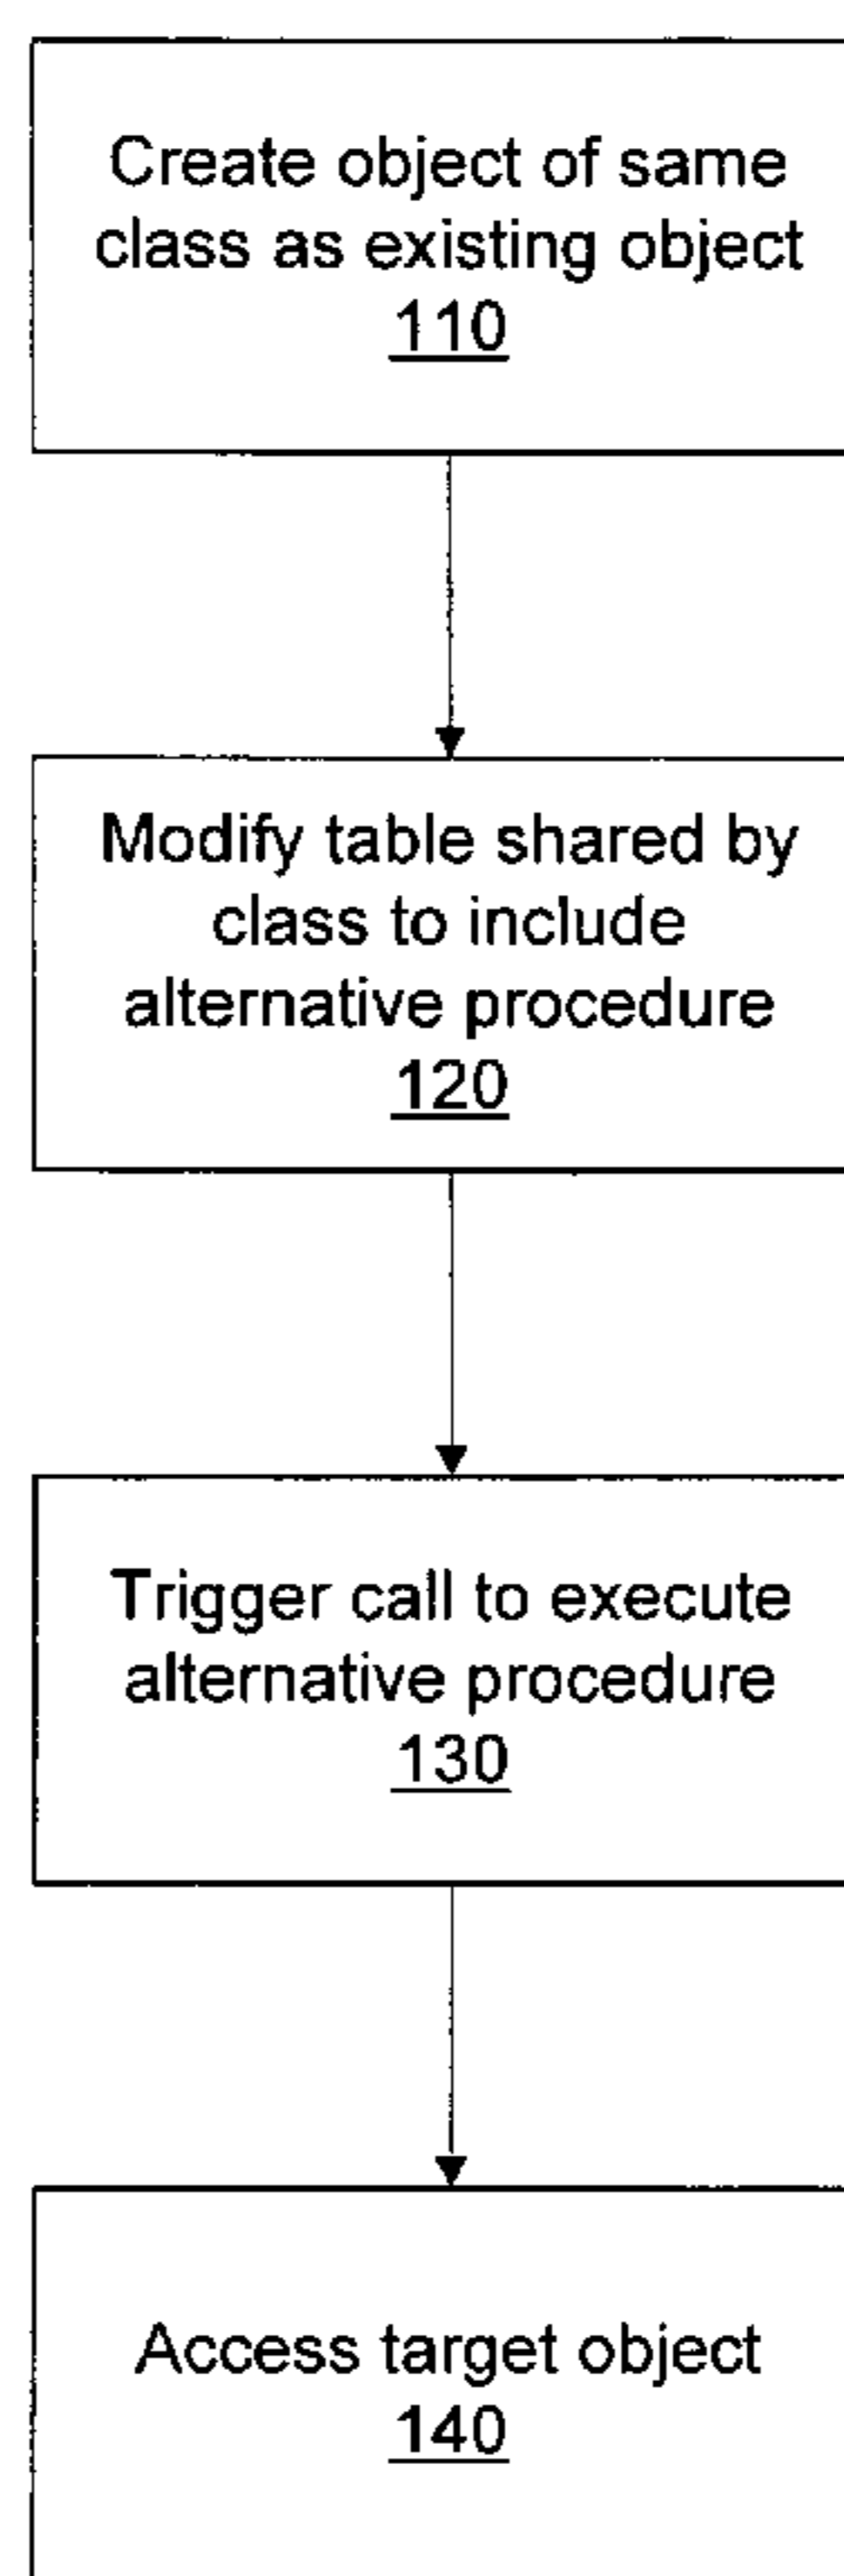 Create object of same
class as existing object
110
Modify table shared by
class to include
alternative procedure
120
Trigger call to execute
alternative procedure
130
Access target object
140